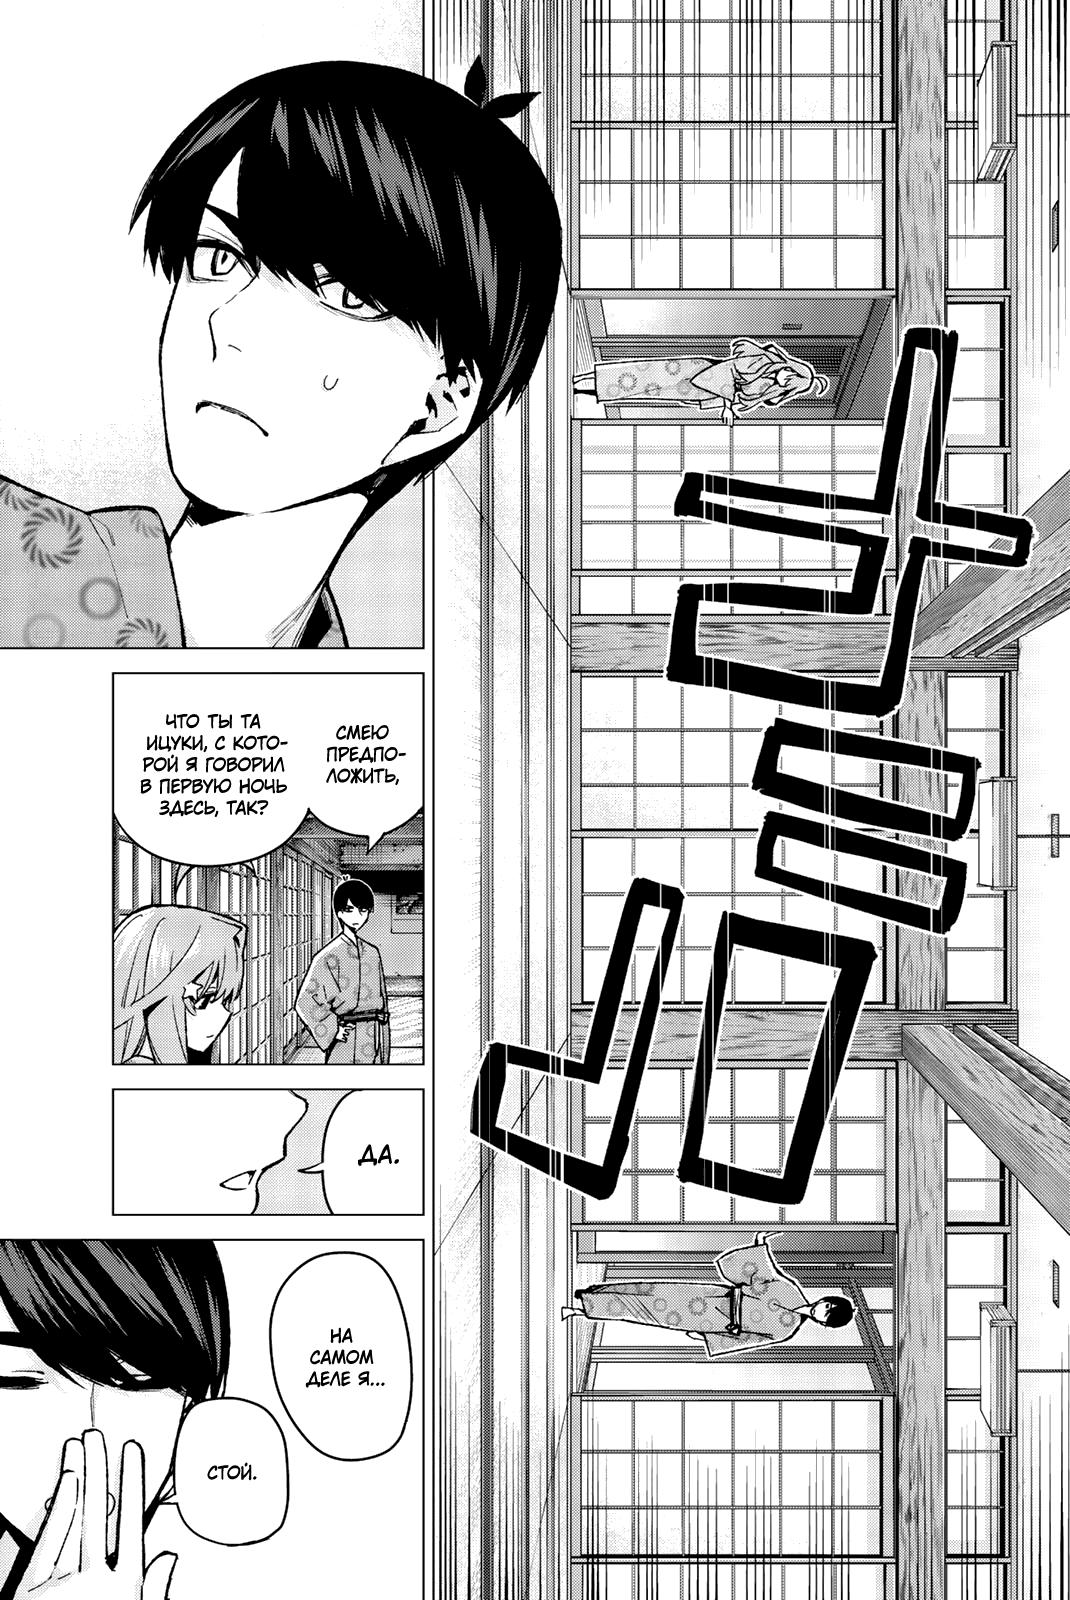 СМЕЮ
ПРЕДПО-
ЛОЖИТЬ,
ЧТО ТЫ ТА
ИЦУКИ, С КОТО-
РОЙ Я ГОВОРИЛ
В ПЕРВУЮ НОЧЬ
ЗДЕСЬ, ТАК?
ДА.
НА
САМОМ
ДЕЛЕ Я...
СТОЙ.